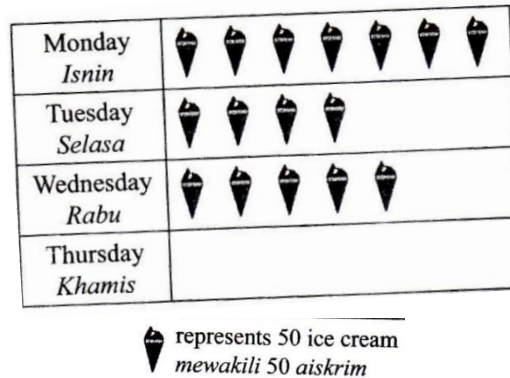 Monday
Isnin
Tuesday
Selasa
Wednesday
Rabu
Thursday
Khamis
represents 50 ice cream
mewakili 50 aiskrim